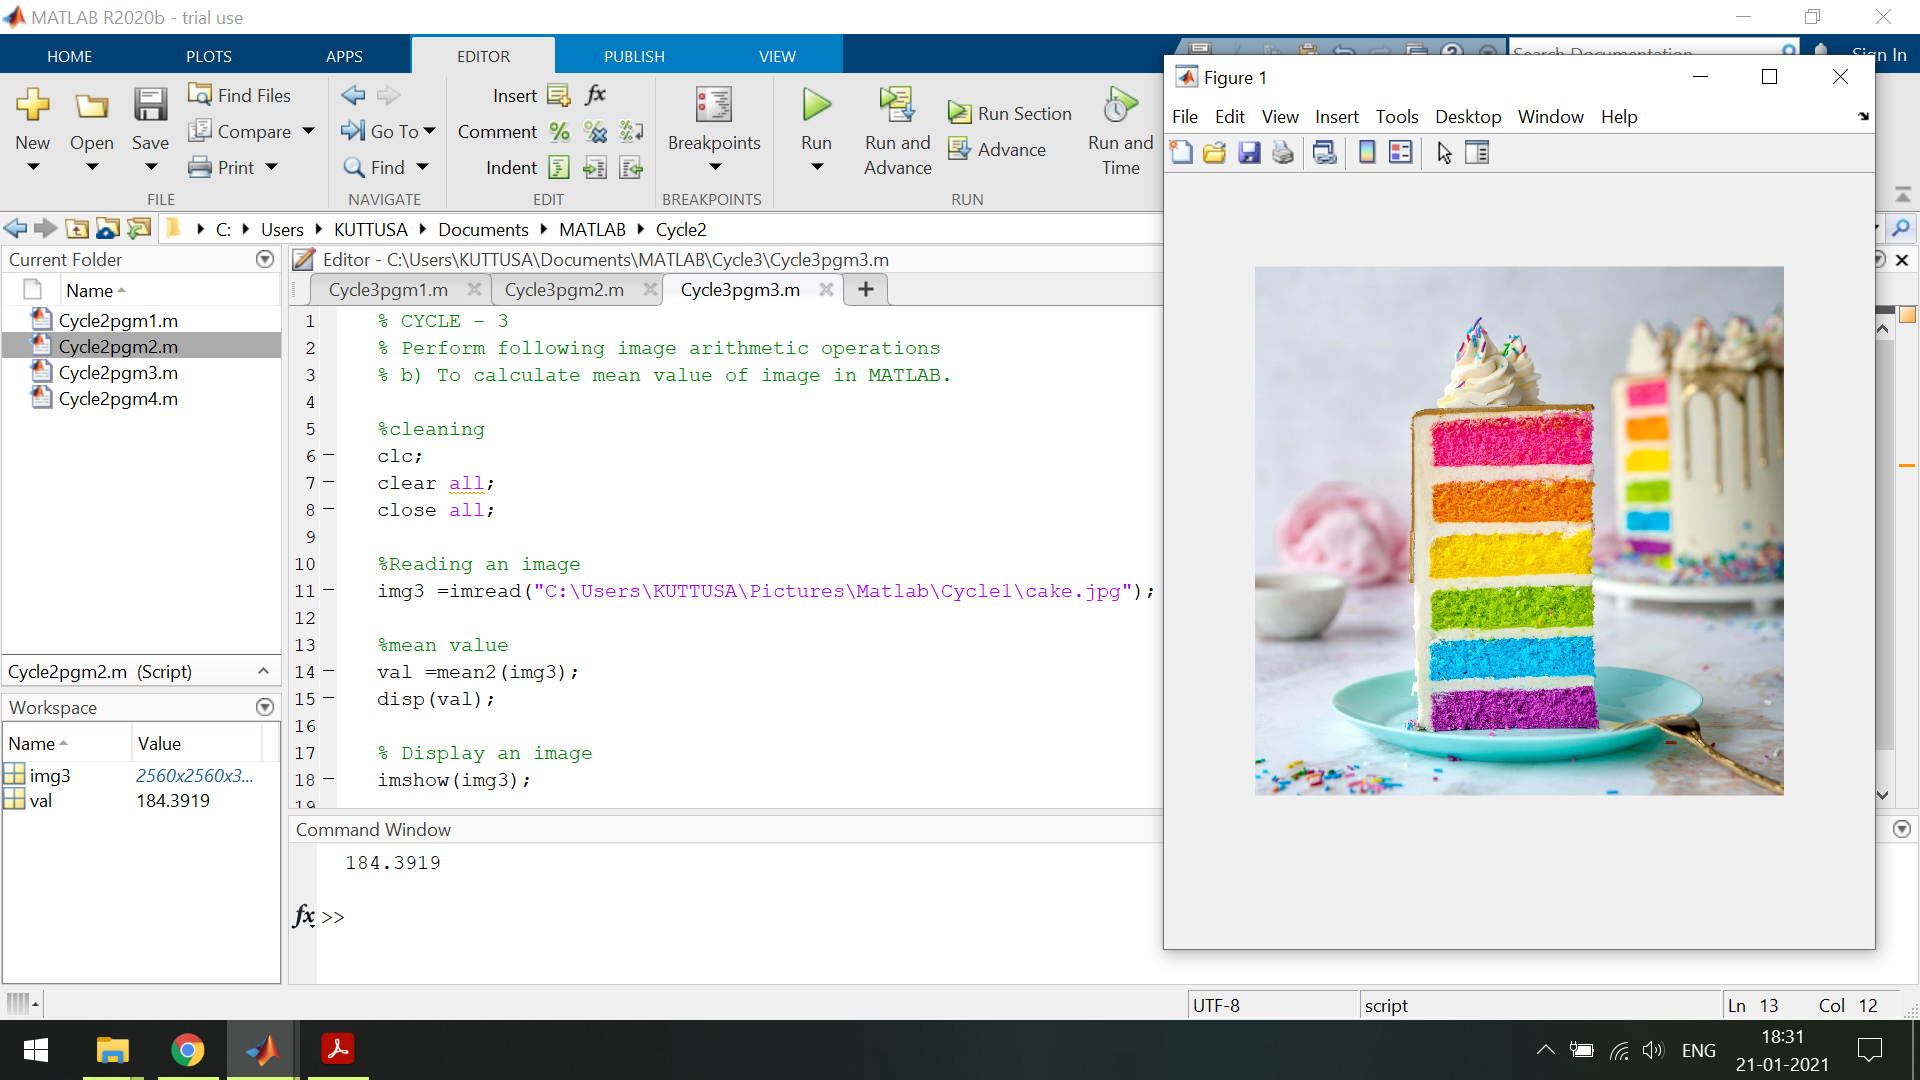 MATLAB R2020b - trial use
HOME PLOTS APPS EDITOR PUBLISH VIEW
Search Documentation
Sign In
New
Open
Save
Find Files
Compare
Print
FILE
Go To
Find
NAVIGATE
Insert
Comment
Indent
EDIT
Breakpoints
BREAKPOINTS
Run
Run and
Advance
Run Section
Advance
Run and
Time
RUN
C: Users KUTTUSA Documents MATLAB Cycle2
Current Folder
Name
Cycle2pgm1.m
Cycle2pgm2.m
Cycle2pgm3.m
Cycle2pgm4.m
Cycle2pgm2.m (Script)
Workspace
Name Value
img3 2560x2560x3...
val 184.3919
Editor - C:\Users\KUTTUSA\Documents\MATLAB\Cycle3\Cycle3pgm3.m
Cycle3pgm1.m Cycle3pgm2.m Cycle3pgm3.m
1 % CYCLE - 3
2 % Perform following image arithmetic operations
3 % b) To calculate mean value of image in MATLAB.
4
5 %cleaning
6 clc;
7 clear all;
8 close all;
9
10 %Reading an image
11 img3 =imread("C:\Users\KUTTUSA\Pictures\Matlab\Cycle1\cake.jpg");
12
13 %mean value
14 val =mean2(img3);
15 disp(val);
16
17 % Display an image
18 imshow(img3);
19
Command Window
184.3919
fx >>
Figure 1
File Edit View Insert Tools Desktop Window Help
UTF-8
script
Ln 13 Col 12
ENG
18:31
21-01-2021